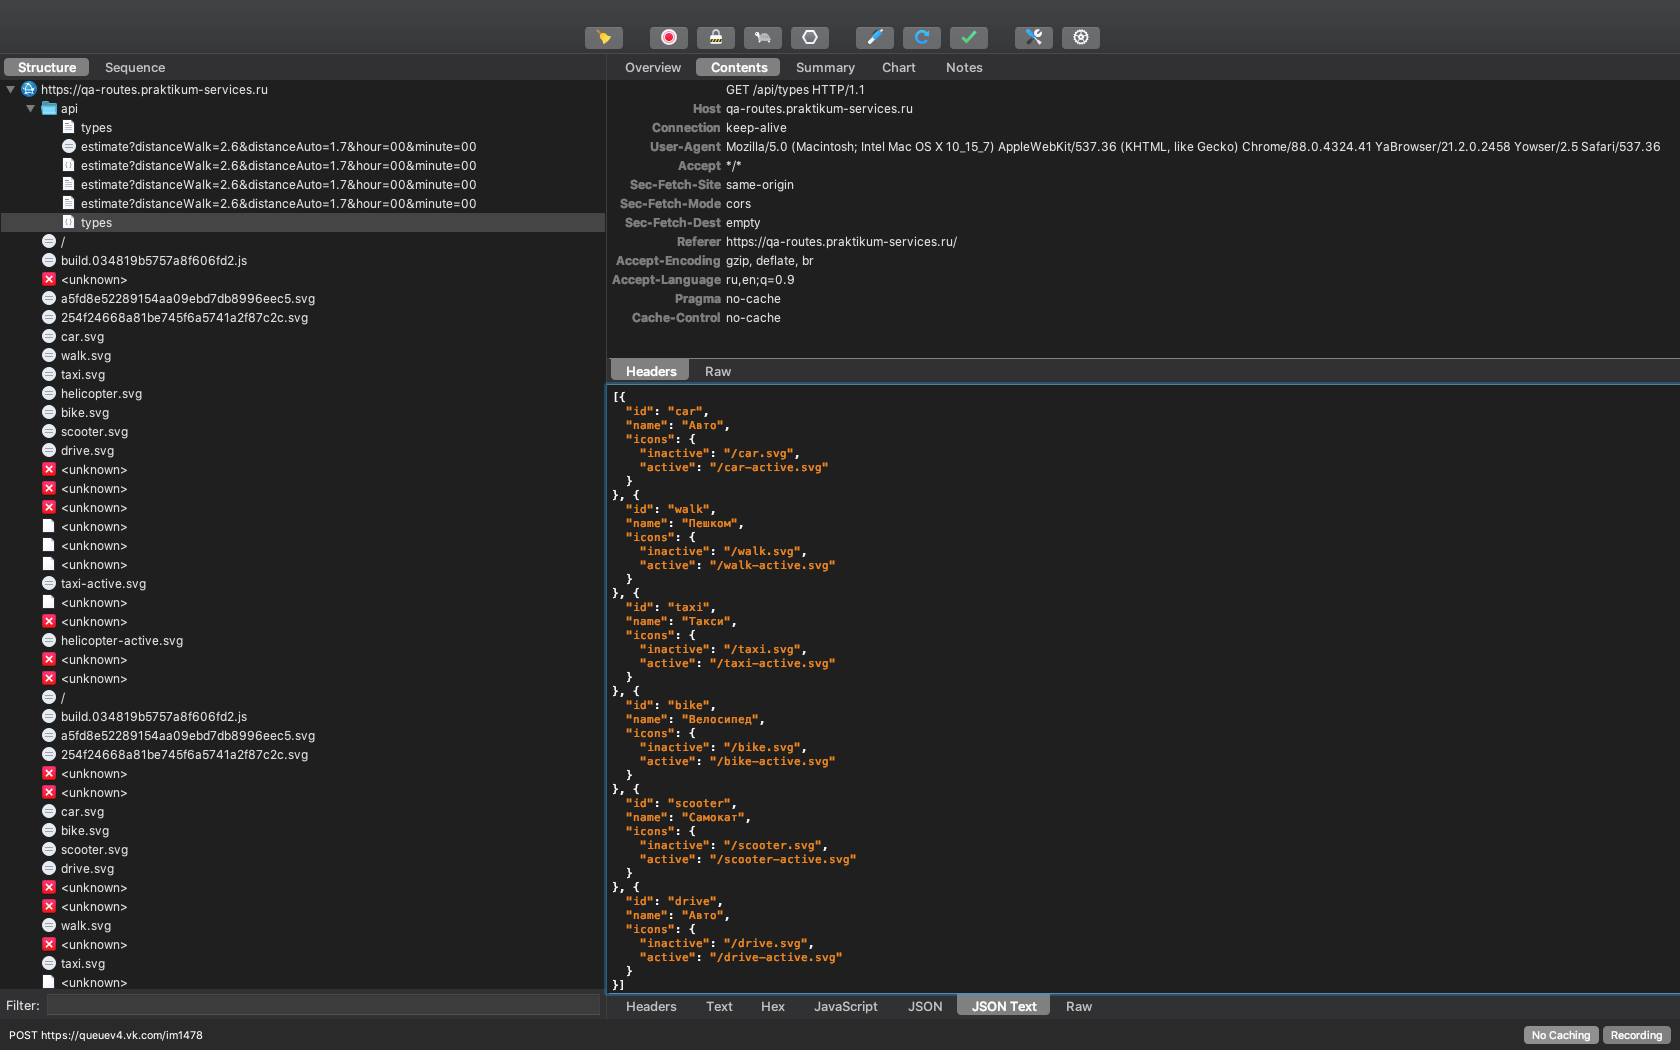 Structure
Sequence
https://qa-routes.praktikum-services.ru
api
types
estimate?distanceWalk=2.6&distanceAuto=1.7&hour=00&minute=00
estimate?distanceWalk=2.6&distanceAuto=1.7&hour=00&minute=00
estimate?distanceWalk=2.6&distanceAuto=1.7&hour=00&minute=00
estimate?distanceWalk=2.6&distanceAuto=1.7&hour=00&minute=00
types
/
build.034819b5757a8f606fd2.js
<unknown>
a5fd8e52289154aa09ebd7db8996eec5.svg
254f24668a81be745f6a5741a2f87c2c.svg
car.svg
walk.svg
taxi.svg
helicopter.svg
bike.svg
scooter.svg
drive.svg
<unknown>
<unknown>
<unknown>
<unknown>
<unknown>
<unknown>
taxi-active.svg
<unknown>
<unknown>
helicopter-active.svg
<unknown>
<unknown>
/
build.034819b5757a8f606fd2.js
a5fd8e52289154aa09ebd7db8996eec5.svg
254f24668a81be745f6a5741a2f87c2c.svg
<unknown>
<unknown>
car.svg
bike.svg
scooter.svg
drive.svg
<unknown>
<unknown>
walk.svg
<unknown>
taxi.svg
<unknown>
Filter:
Overview Contents Summary Chart Notes
GET /api/types HTTP/1.1
Host qa-routes.praktikum-services.ru
Connection keep-alive
User-Agent Mozilla/5.0 (Macintosh; Intel Mac OS X 10_15_7) AppleWebKit/537.36 (KHTML, like Gecko) Chrome/88.0.4324.41 YaBrowser/21.2.0.2458 Yowser/2.5 Safari/537.36
Accept */*
Sec-Fetch-Site same-origin
Sec-Fetch-Mode cors
Sec-Fetch-Dest empty
Referer https://qa-routes.praktikum-services.ru/
Accept-Encoding gzip, deflate, br
Accept-Language ru,en;q=0.9
Pragma no-cache
Cache-Control no-cache
Headers Raw
[{
"id": "car",
"name": "Авто",
"icons": {
"inactive": "/car.svg",
"active": "/car-active.svg"
}
}, {
"id": "walk",
"name": "Пешком",
"icons": {
"inactive": "/walk.svg",
"active": "/walk-active.svg"
}
}, {
"id": "taxi",
"name": "Такси",
"icons": {
"inactive": "/taxi.svg",
"active": "/taxi-active.svg"
}
}, {
"id": "bike",
"name": "Велосипед",
"icons": {
"inactive": "/bike.svg",
"active": "/bike-active.svg"
}
}, {
"id": "scooter",
"name": "Самокат",
"icons": {
"inactive": "/scooter.svg",
"active": "/scooter-active.svg"
}
}, {
"id": "drive",
"name": "Авто",
"icons": {
"inactive": "/drive.svg",
"active": "/drive-active.svg"
}
}]
Headers Text Hex JavaScript JSON JSON Text Raw
POST https://queuev4.vk.com/im1478
No Caching Recording